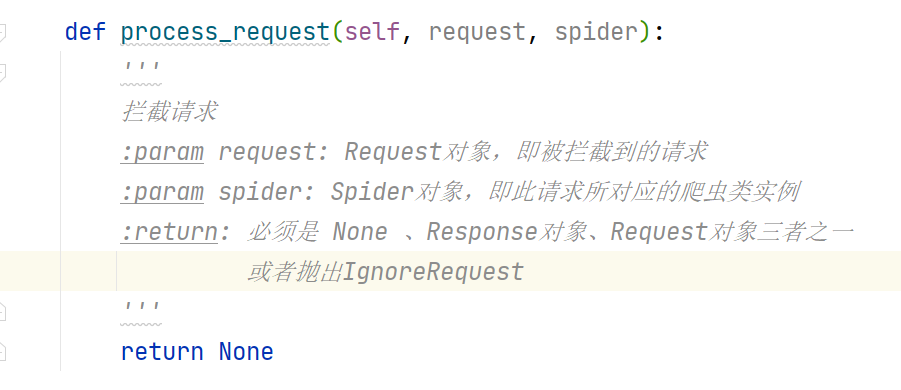 def process_request(self, request, spider):
'''
拦截请求
:param request: Request对象，即被拦截到的请求
:param spider: Spider对象，即此请求所对应的爬虫类实例
:return: 必须是 None 、Response对象、Request对象三者之一
或者抛出IgnoreRequest
'''
return None